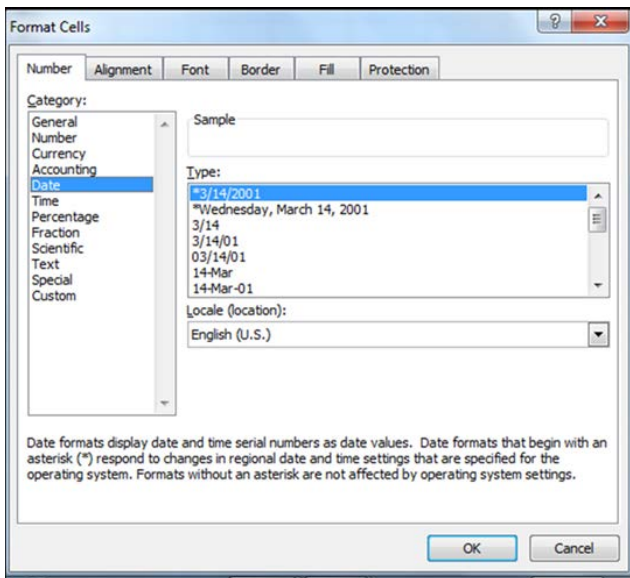 Format Cells
Number Alignment Font Border Fill Protection
Category:
General
Number
Currency
Accounting
Date
Time
Percentage
Fraction
Scientific
Text
Special
Custom
Sample
Type:
*3/14/2001
*Wednesday, March 14, 2001
3/14
3/14/01
03/14/01
14-Mar
14-Mar-01
Locale (location):
English (U.S.)
Date formats display date and time serial numbers as date values. Date formats that begin with an
asterisk (*) respond to changes in regional date and time settings that are specified for the
operating system. Formats without an asterisk are not affected by operating system settings.
OK Cancel